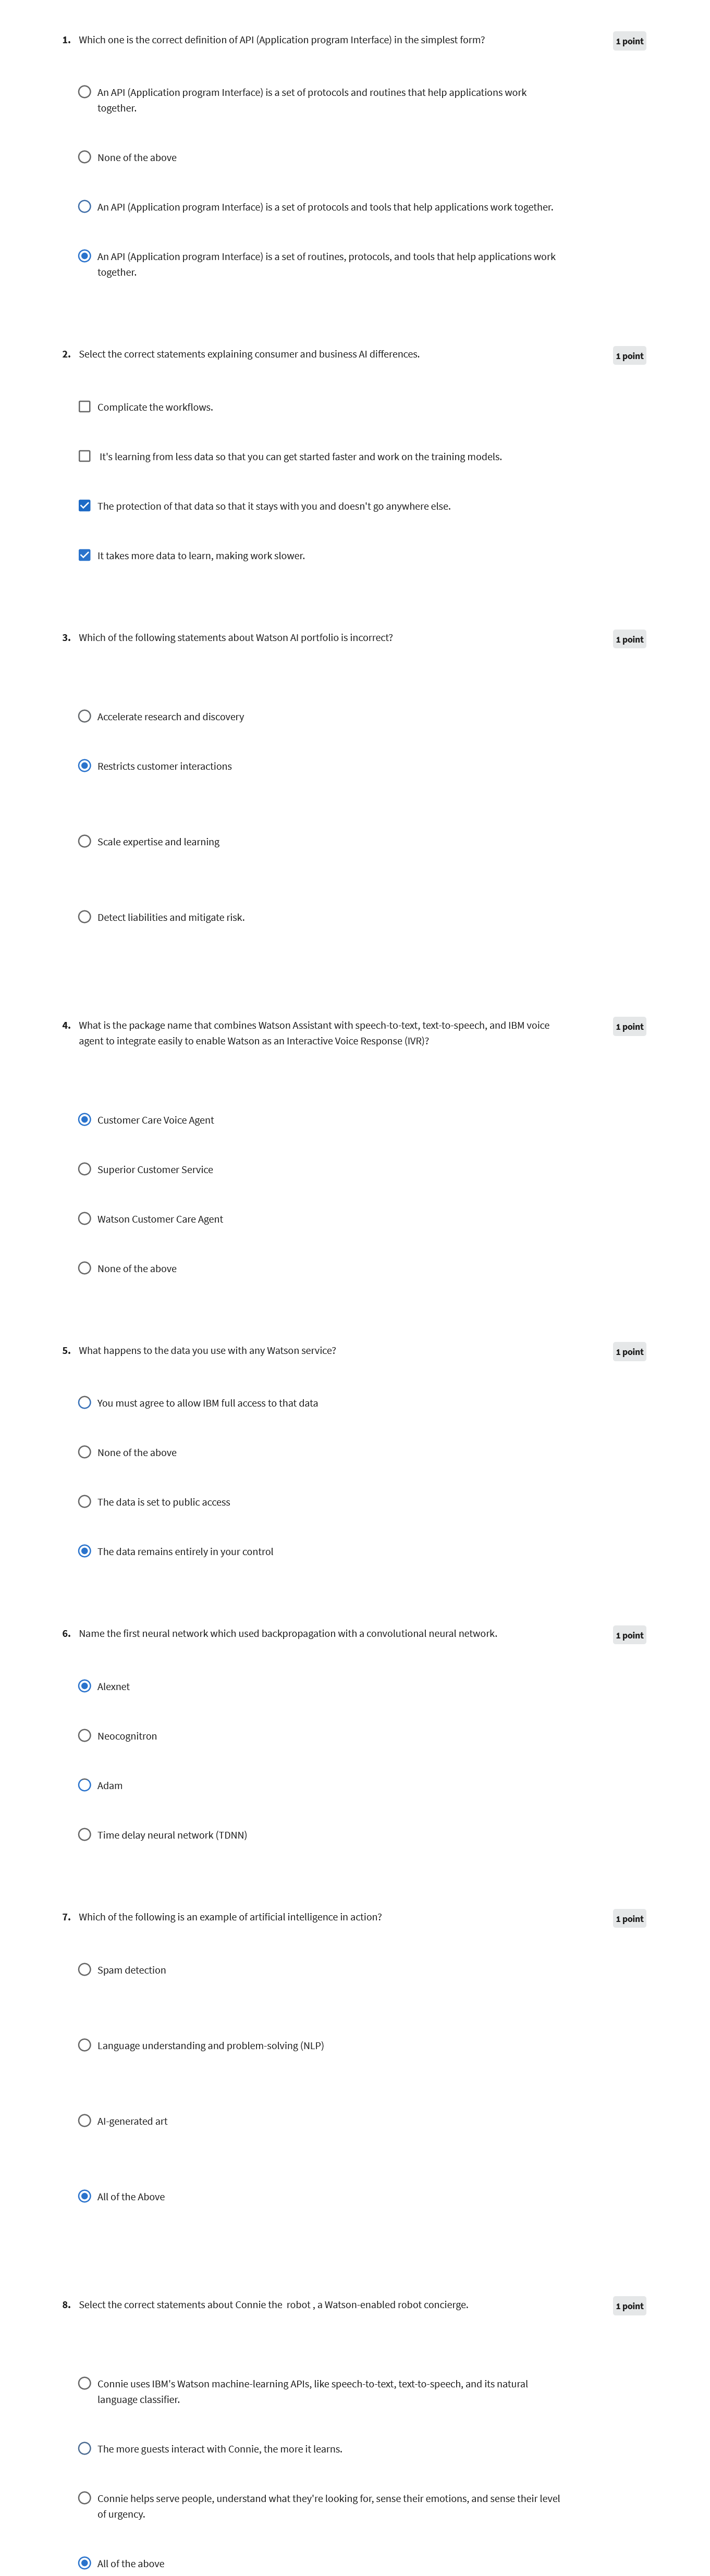 1. Which one is the correct definition of API (Application program Interface) in the simplest form?
1 point
An API (Application program Interface) is a set of protocols and routines that help applications work
together.
None of the above
An API (Application program Interface) is a set of protocols and tools that help applications work together.
An API (Application program Interface) is a set of routines, protocols, and tools that help applications work
together.
2. Select the correct statements explaining consumer and business AI differences.
1 point
Complicate the workflows.
It's learning from less data so that you can get started faster and work on the training models.
The protection of that data so that it stays with you and doesn't go anywhere else.
It takes more data to learn, making work slower.
3. Which of the following statements about Watson AI portfolio is incorrect?
1 point
Accelerate research and discovery
Restricts customer interactions
Scale expertise and learning
Detect liabilities and mitigate risk.
4. What is the package name that combines Watson Assistant with speech-to-text, text-to-speech, and IBM voice
agent to integrate easily to enable Watson as an Interactive Voice Response (IVR)?
1 point
Customer Care Voice Agent
Superior Customer Service
Watson Customer Care Agent
None of the above
5. What happens to the data you use with any Watson service?
1 point
You must agree to allow IBM full access to that data
None of the above
The data is set to public access
The data remains entirely in your control
6. Name the first neural network which used backpropagation with a convolutional neural network.
1 point
Alexnet
Neocognitron
Adam
Time delay neural network (TDNN)
7. Which of the following is an example of artificial intelligence in action?
1 point
Spam detection
Language understanding and problem-solving (NLP)
AI-generated art
All of the Above
8. Select the correct statements about Connie the robot , a Watson-enabled robot concierge.
1 point
Connie uses IBM's Watson machine-learning APIs, like speech-to-text, text-to-speech, and its natural
language classifier.
The more guests interact with Connie, the more it learns.
Connie helps serve people, understand what they're looking for, sense their emotions, and sense their level
of urgency.
All of the above